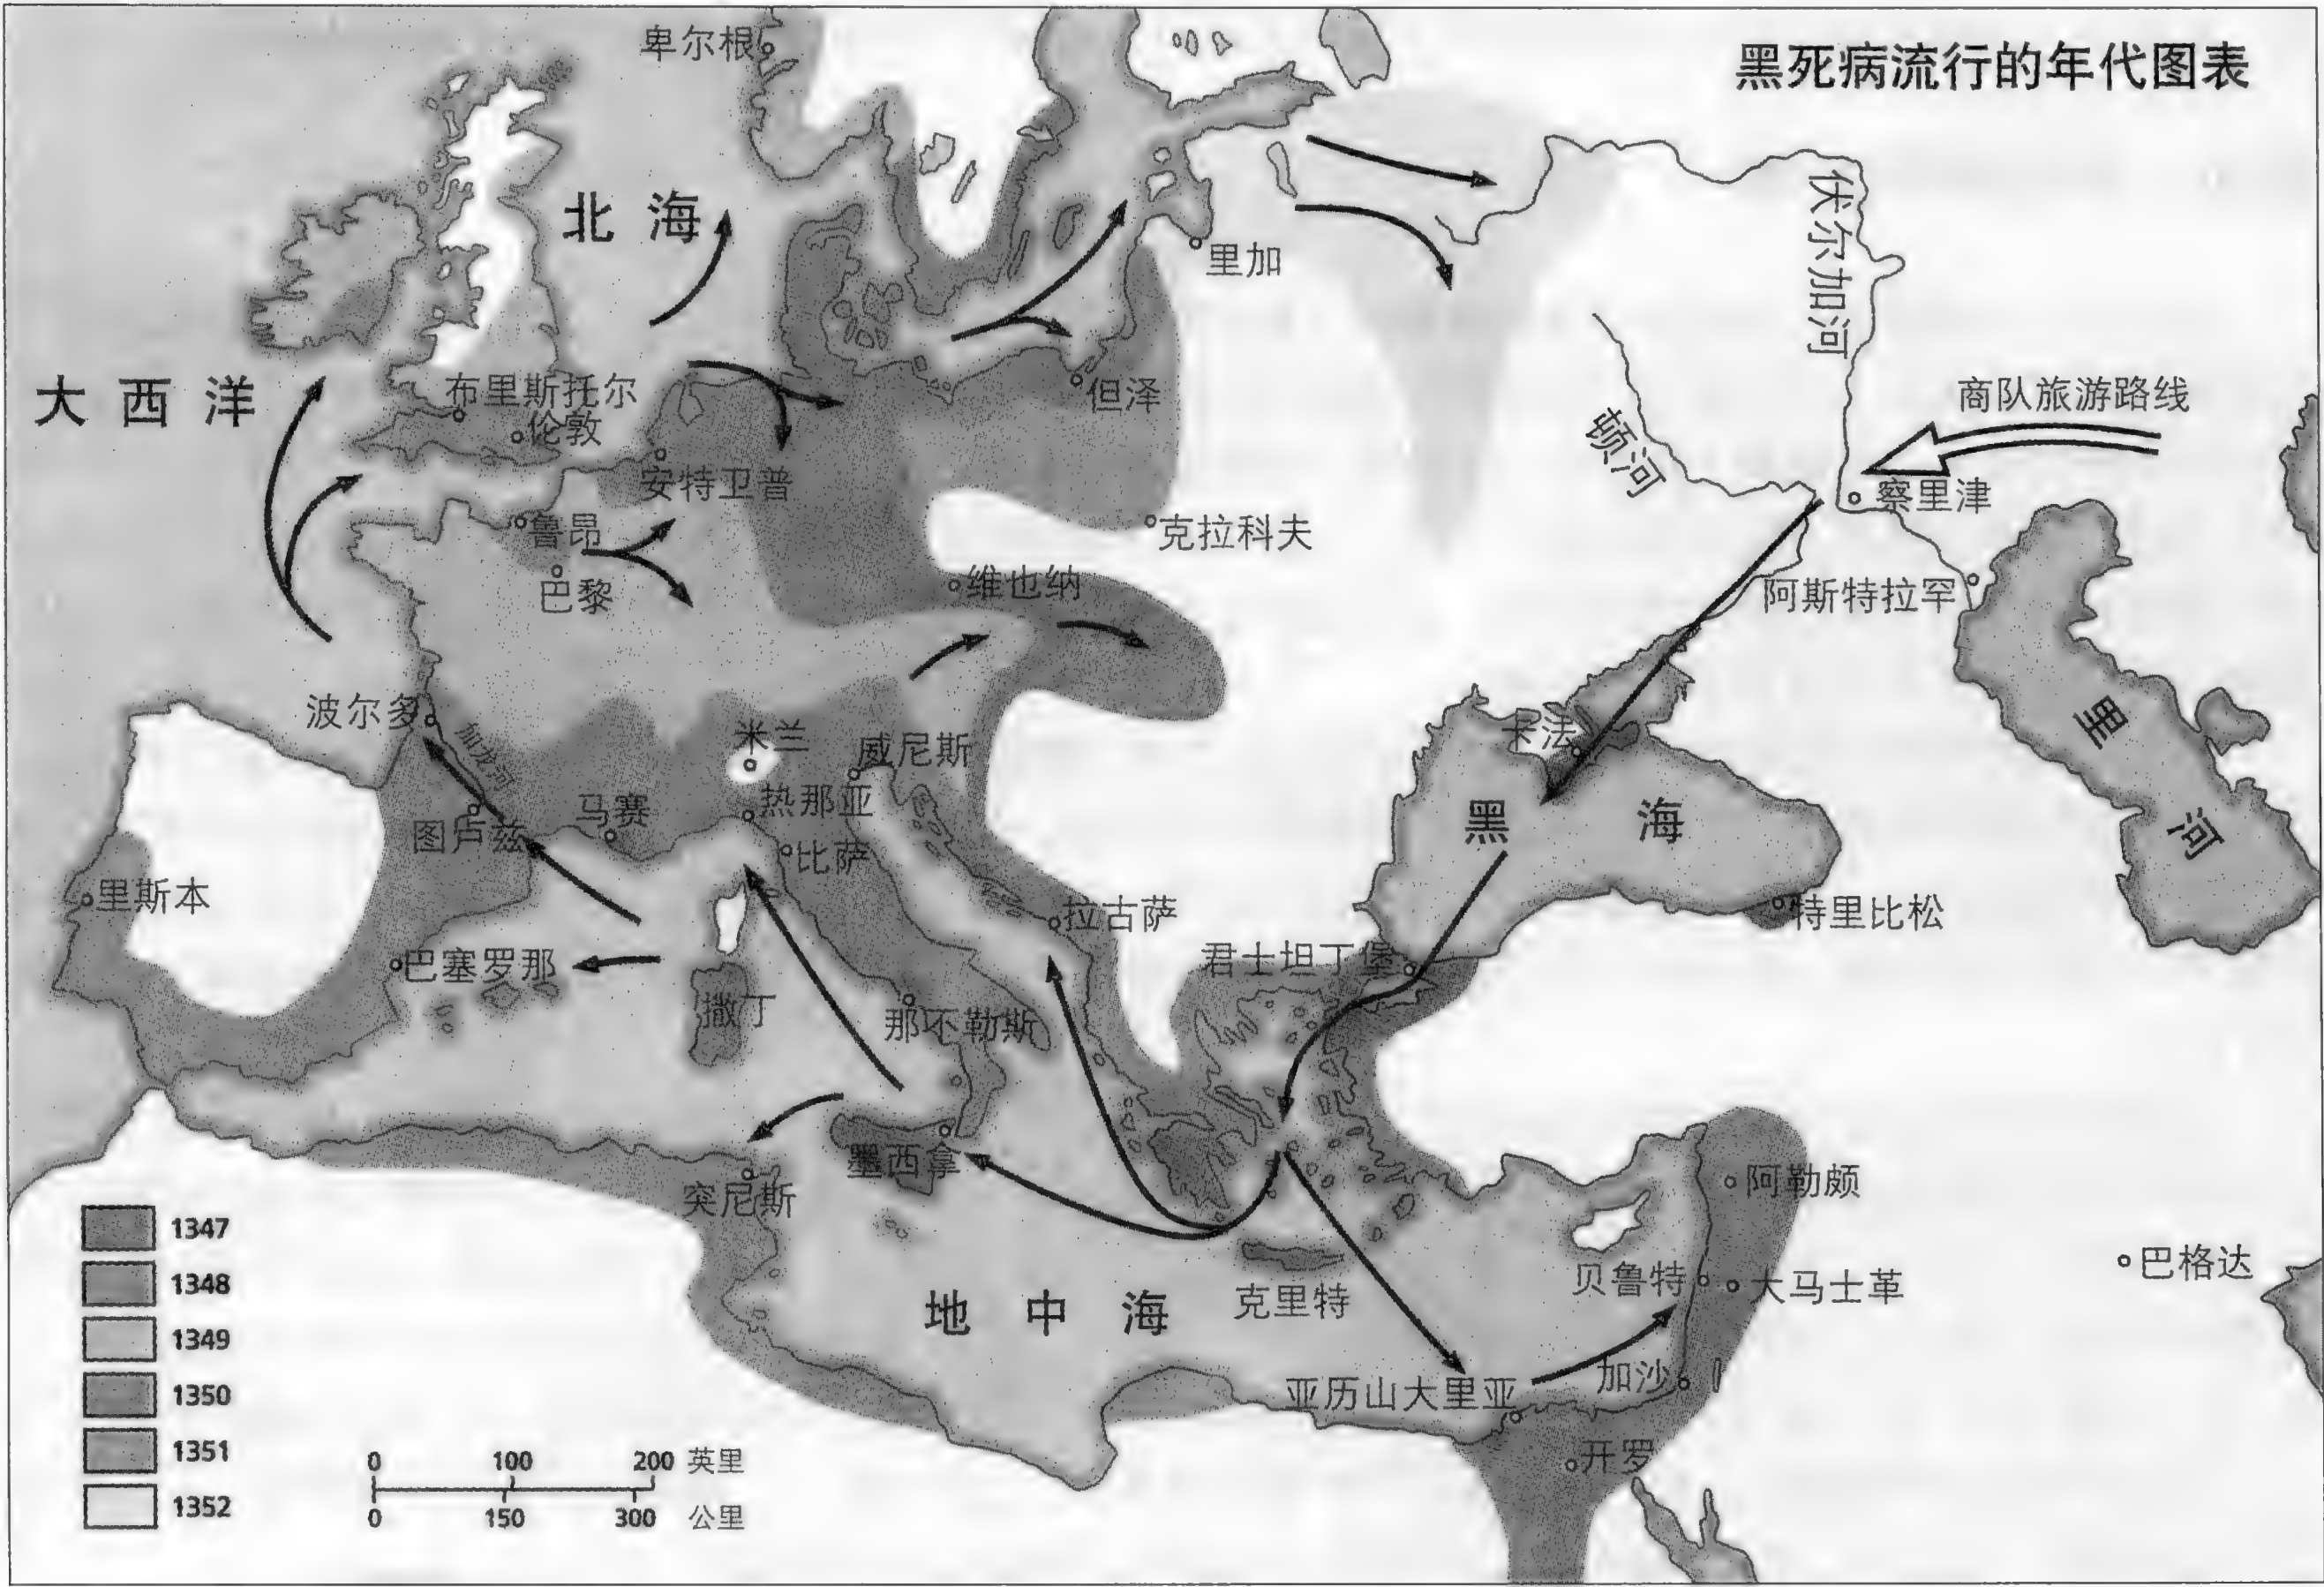 黑死病流行的年代图表
卑尔根
北海
里加
伏尔加河
大西洋
布里斯托尔
伦敦
但泽
商队旅游路线
顿河
安特卫普
察里津
鲁昂
克拉科夫
巴黎
维也纳
阿斯特拉罕
波尔多
加龙河
米兰
威尼斯
卡法
里河
热那亚
马赛
图卢兹
黑海
比萨
里斯本
拉古萨
特里比松
巴塞罗那
君士坦丁堡
撒丁
那不勒斯
墨西拿
突尼斯
阿勒颇
巴格达
贝鲁特
大马士革
克里特
地中海
加沙
亚历山大里亚
开罗
1347
1348
1349
1350
1351
1352
0 100 200 英里
0 150 300 公里